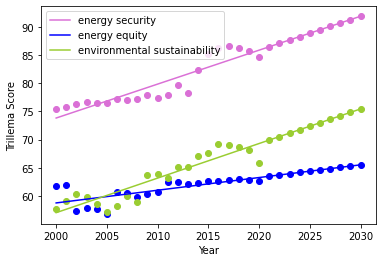 energy security
energy equity
environmental sustainability
90
85
80
75
70
65
60
Trillema Score
2000
2005
2010
2015
2020
2025
2030
Year